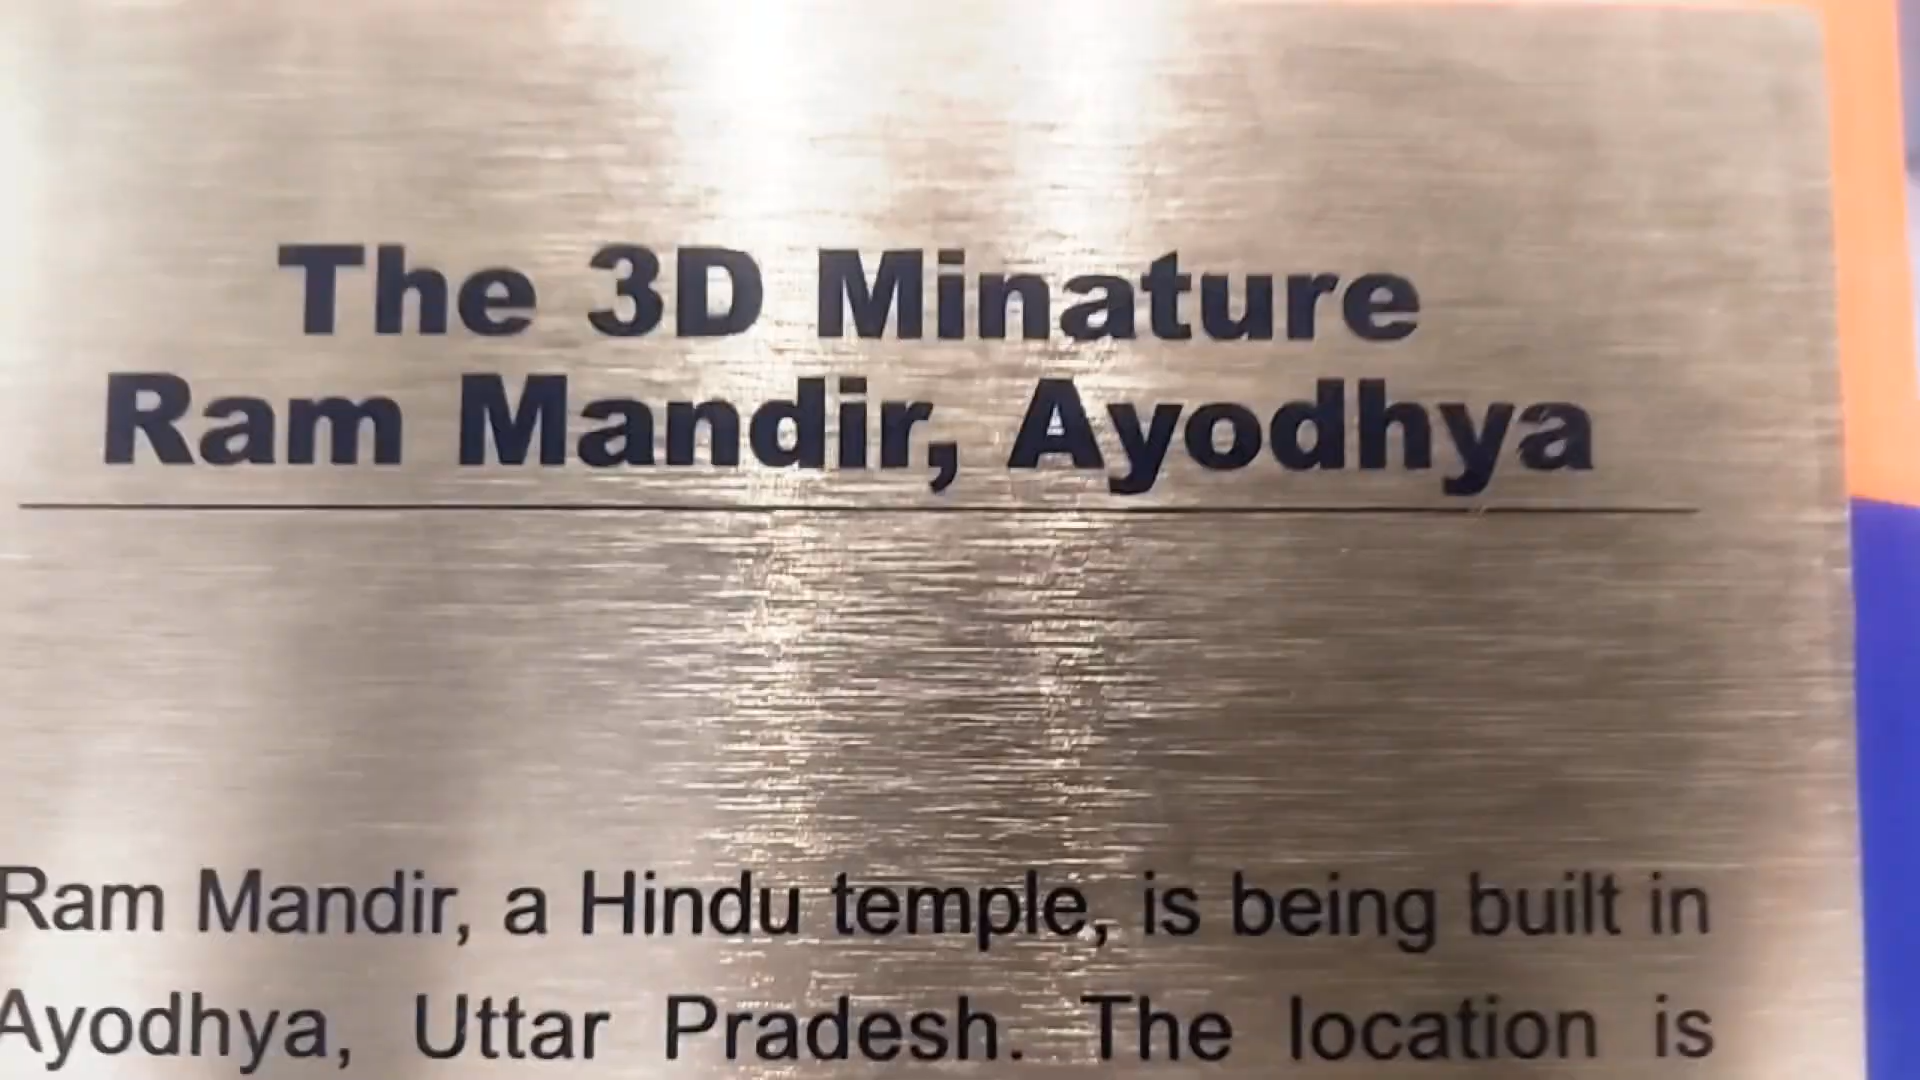 The 3D Minature
Ram Mandir, Ayodhya
Ram Mandir, a Hindu temple, is being built in
Ayodhya, Uttar Pradesh. The location is